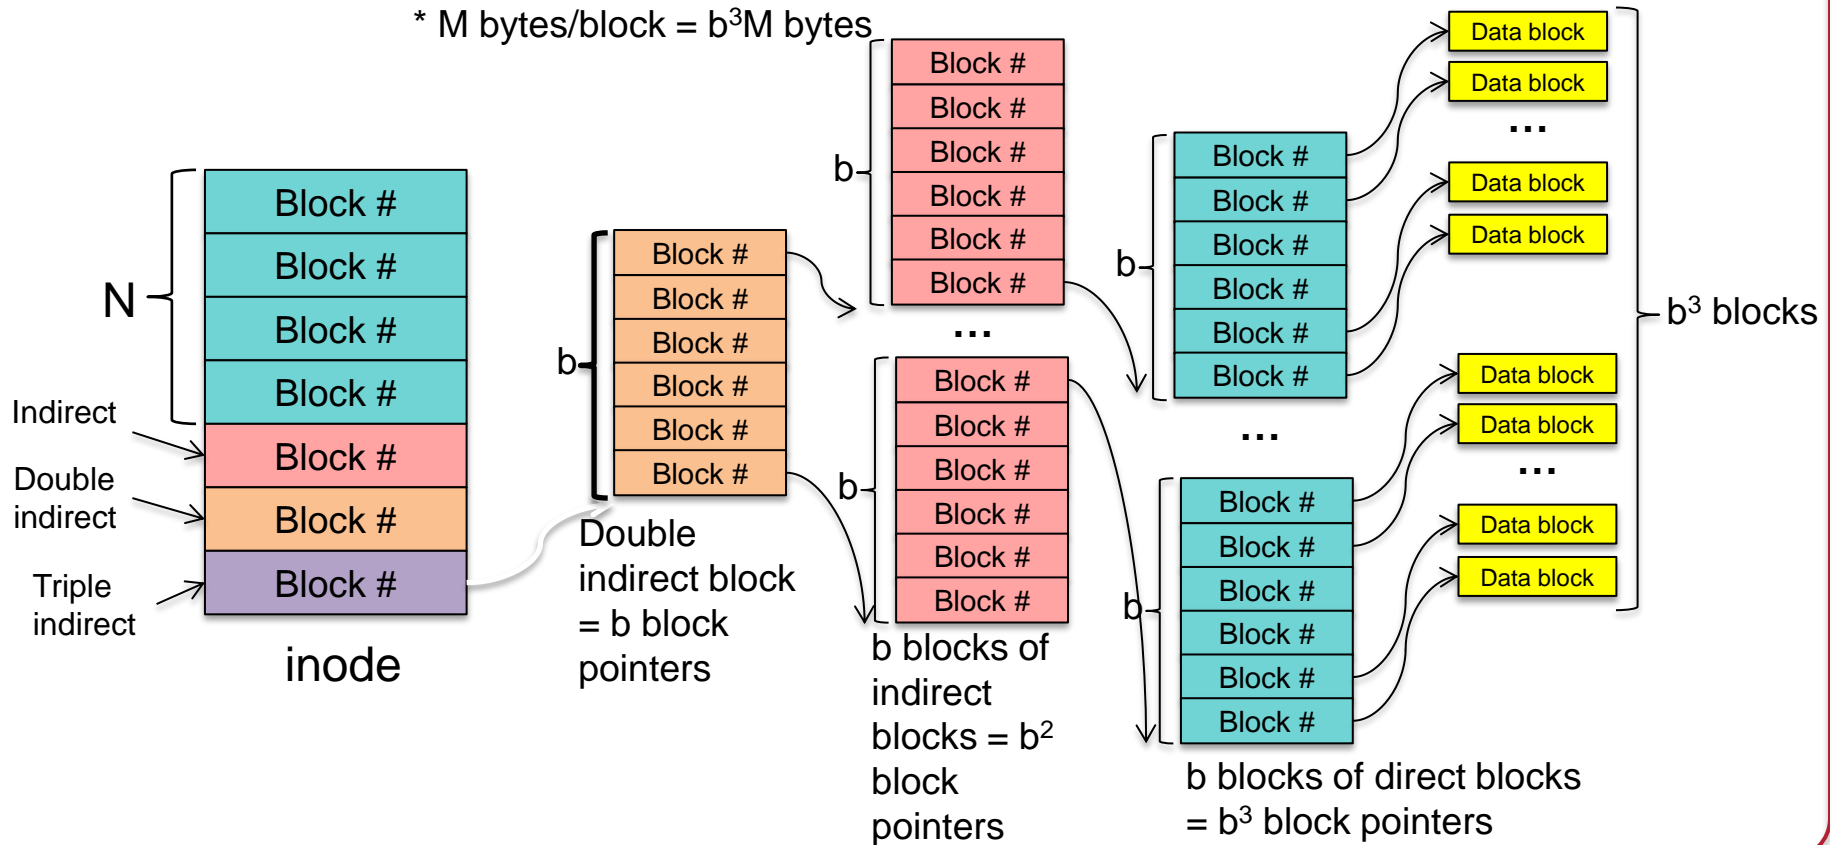 * M bytes/block = b³M bytes
N
Block #
Block #
Block #
Block #
Block #
Block #
Block #
Indirect
Double
indirect
Triple
indirect
inode
b
Block #
Block #
Block #
Block #
Block #
Block #
Double
indirect block
= b block
pointers
b
Block #
Block #
Block #
Block #
Block #
Block #
...
b
Block #
Block #
Block #
Block #
Block #
Block #
b blocks of
indirect
blocks = b²
block
pointers
b
Block #
Block #
Block #
Block #
Block #
Block #
...
b
Block #
Block #
Block #
Block #
Block #
Block #
b blocks of direct blocks
= b³ block pointers
Data block
Data block
...
Data block
Data block
Data block
Data block
...
Data block
Data block
b³ blocks